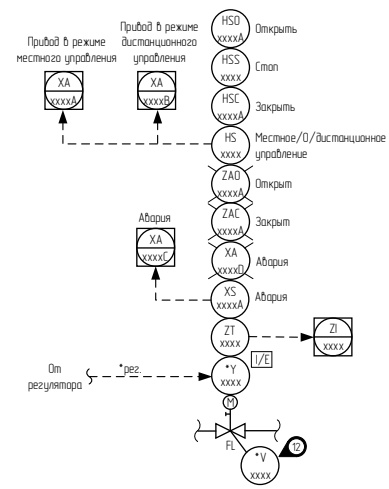 HSO
xxxxA
Открыть
Привод в режиме
местного управления
Привод в режиме
дистанционного
управления
HSS
xxxx
Стоп
XA
xxxxA
XA
xxxxB
HSC
xxxxA
Закрыть
HS
xxxx
Местное/О/дистанционное
управление
ZAO
xxxxA
Открыт
ZAC
xxxxA
Закрыт
Авария
XA
xxxxC
XA
xxxxD
Авария
XS
xxxxA
Авария
ZT
xxxx
ZI
xxxx
I/E
От
регулятора
*рег.
*Y
xxxx
M
FL
*V
xxxx
12